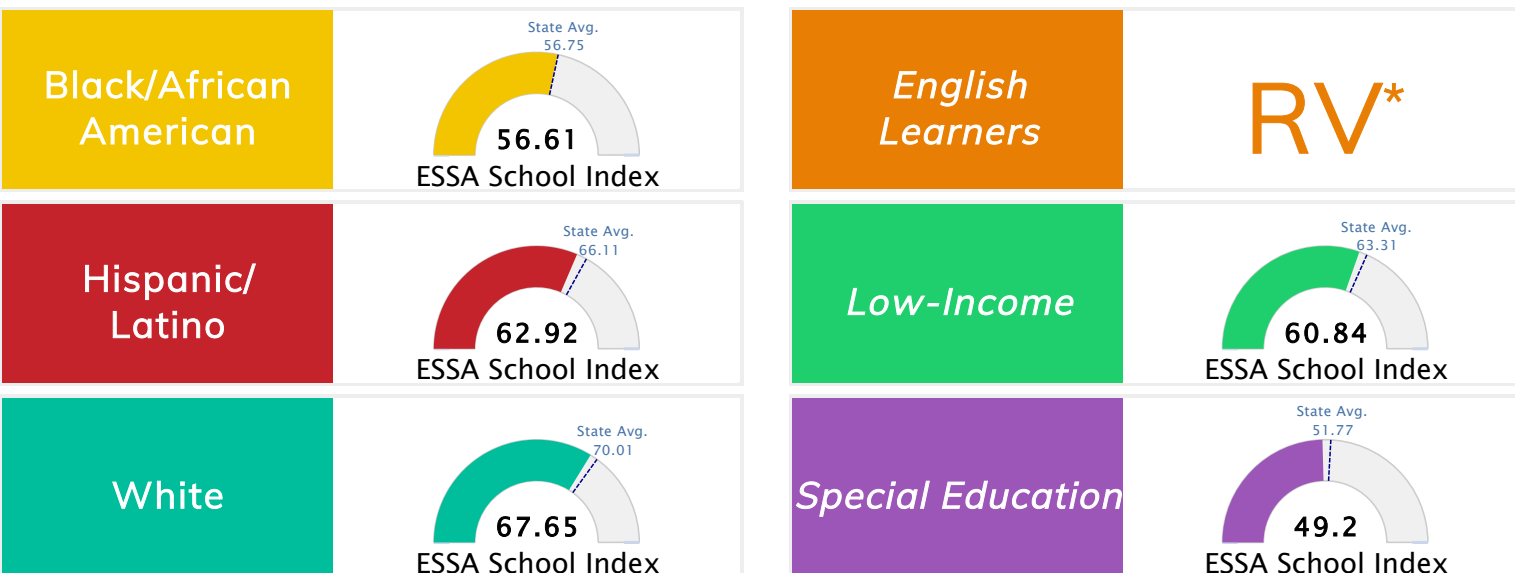 Black/African
American
State Avg.
56.75
56.61
ESSA School Index
English
Learners
RV*
Hispanic/
Latino
State Avg.
66.11
62.92
ESSA School Index
Low-Income
State Avg.
63.31
60.84
ESSA School Index
White
State Avg.
70.01
67.65
ESSA School Index
Special Education
State Avg.
51.77
49.2
ESSA School Index